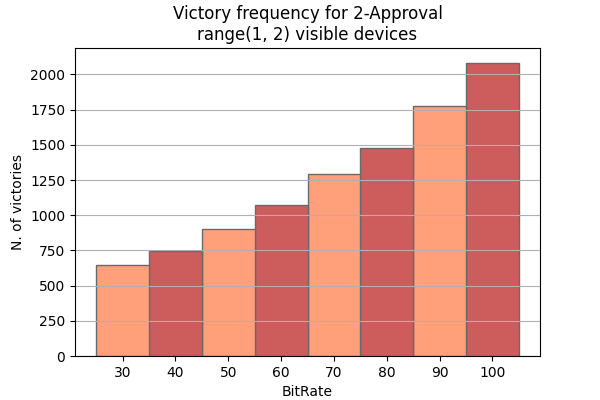 Victory frequency for 2-Approval
range(1, 2) visible devices
2000
1750
1500
1250
1000
750
500
250
0
N. of victories
30 40 50 60 70 80 90 100
BitRate